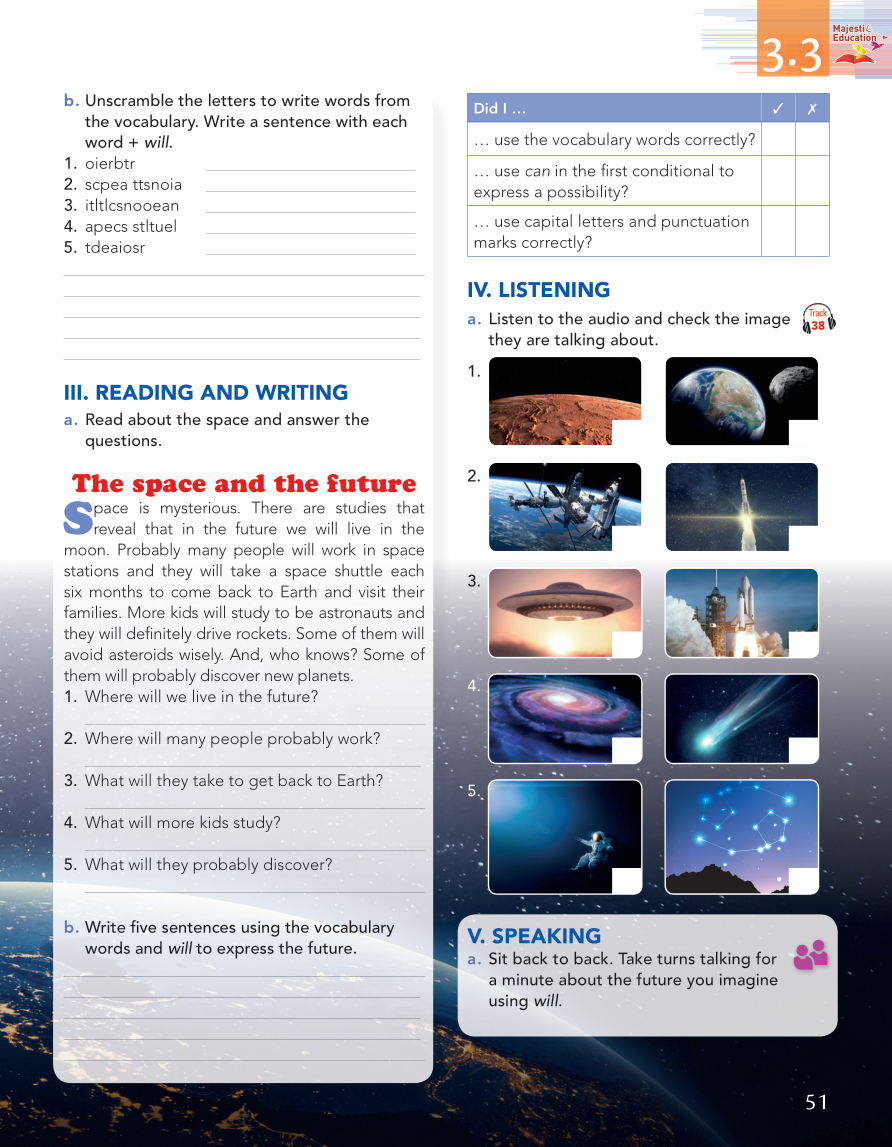 3.3
Majestic
Education
b. Unscramble the letters to write words from
the vocabulary. Write a sentence with each
word + will.
1. oierbtr
2. scpea ttsnoia
3. itltlcsnooean
4. apecs stltuel
5. tdeaiosr
III. READING AND WRITING
a. Read about the space and answer the
questions.
The space and the future
Space is mysterious. There are studies that
reveal that in the future we will live in the
moon. Probably many people will work in space
stations and they will take a space shuttle each
six months to come back to Earth and visit their
families. More kids will study to be astronauts and
they will definitely drive rockets. Some of them will
avoid asteroids wisely. And, who knows? Some of
them will probably discover new planets.
1. Where will we live in the future?
2. Where will many people probably work?
3. What will they take to get back to Earth?
4. What will more kids study?
5. What will they probably discover?
b. Write five sentences using the vocabulary
words and will to express the future.
Did I … ✓ ✗
… use the vocabulary words correctly?
… use can in the first conditional to
express a possibility?
… use capital letters and punctuation
marks correctly?
IV. LISTENING
a. Listen to the audio and check the image
they are talking about.
Track
38
1.
2.
3.
4.
5.
V. SPEAKING
a. Sit back to back. Take turns talking for
a minute about the future you imagine
using will.
51